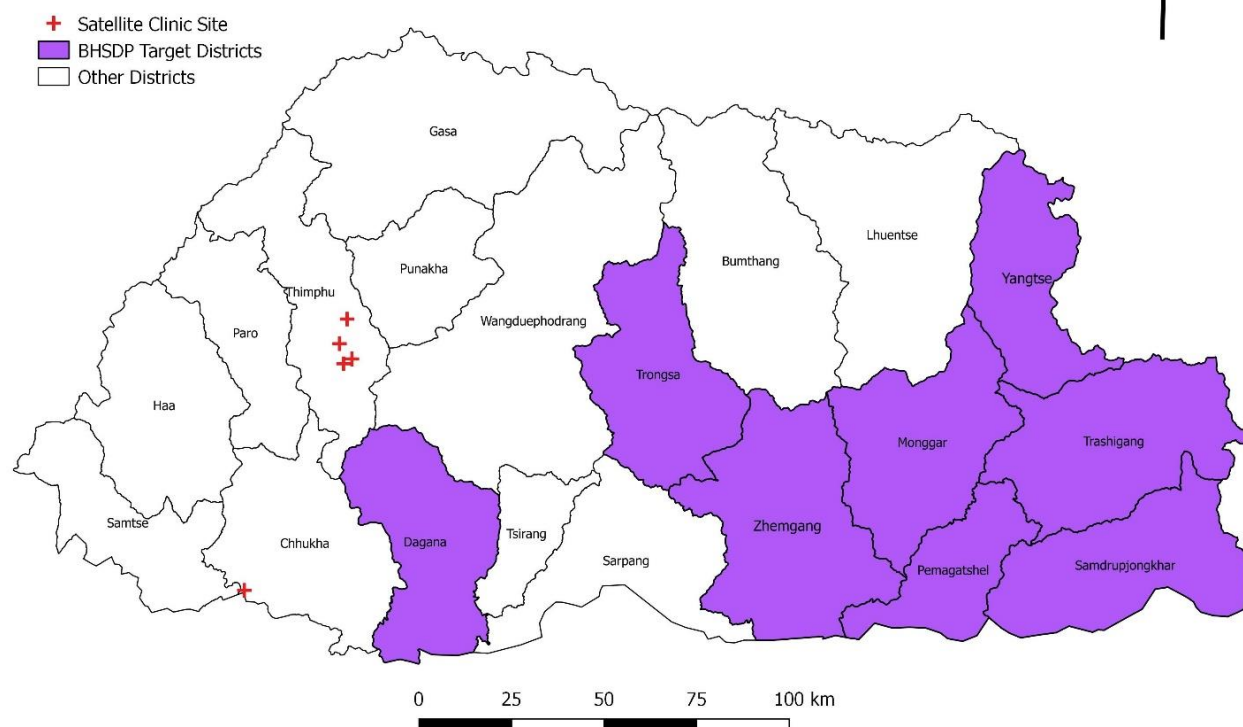 Satellite Clinic Site
BHSDP Target Districts
Other Districts
Gasa
Lhuentse
Punakha
Bumthang
Yangtse
Thimphu
Wangduephodrang
Paro
Trongsa
Haa
Monggar
Trashigang
Samtse
Chhukha
Dagana
Tsirang
Zhemgang
Sarpang
Pemagatshel
Samdrupjongkhar
0 25 50 75 100 km